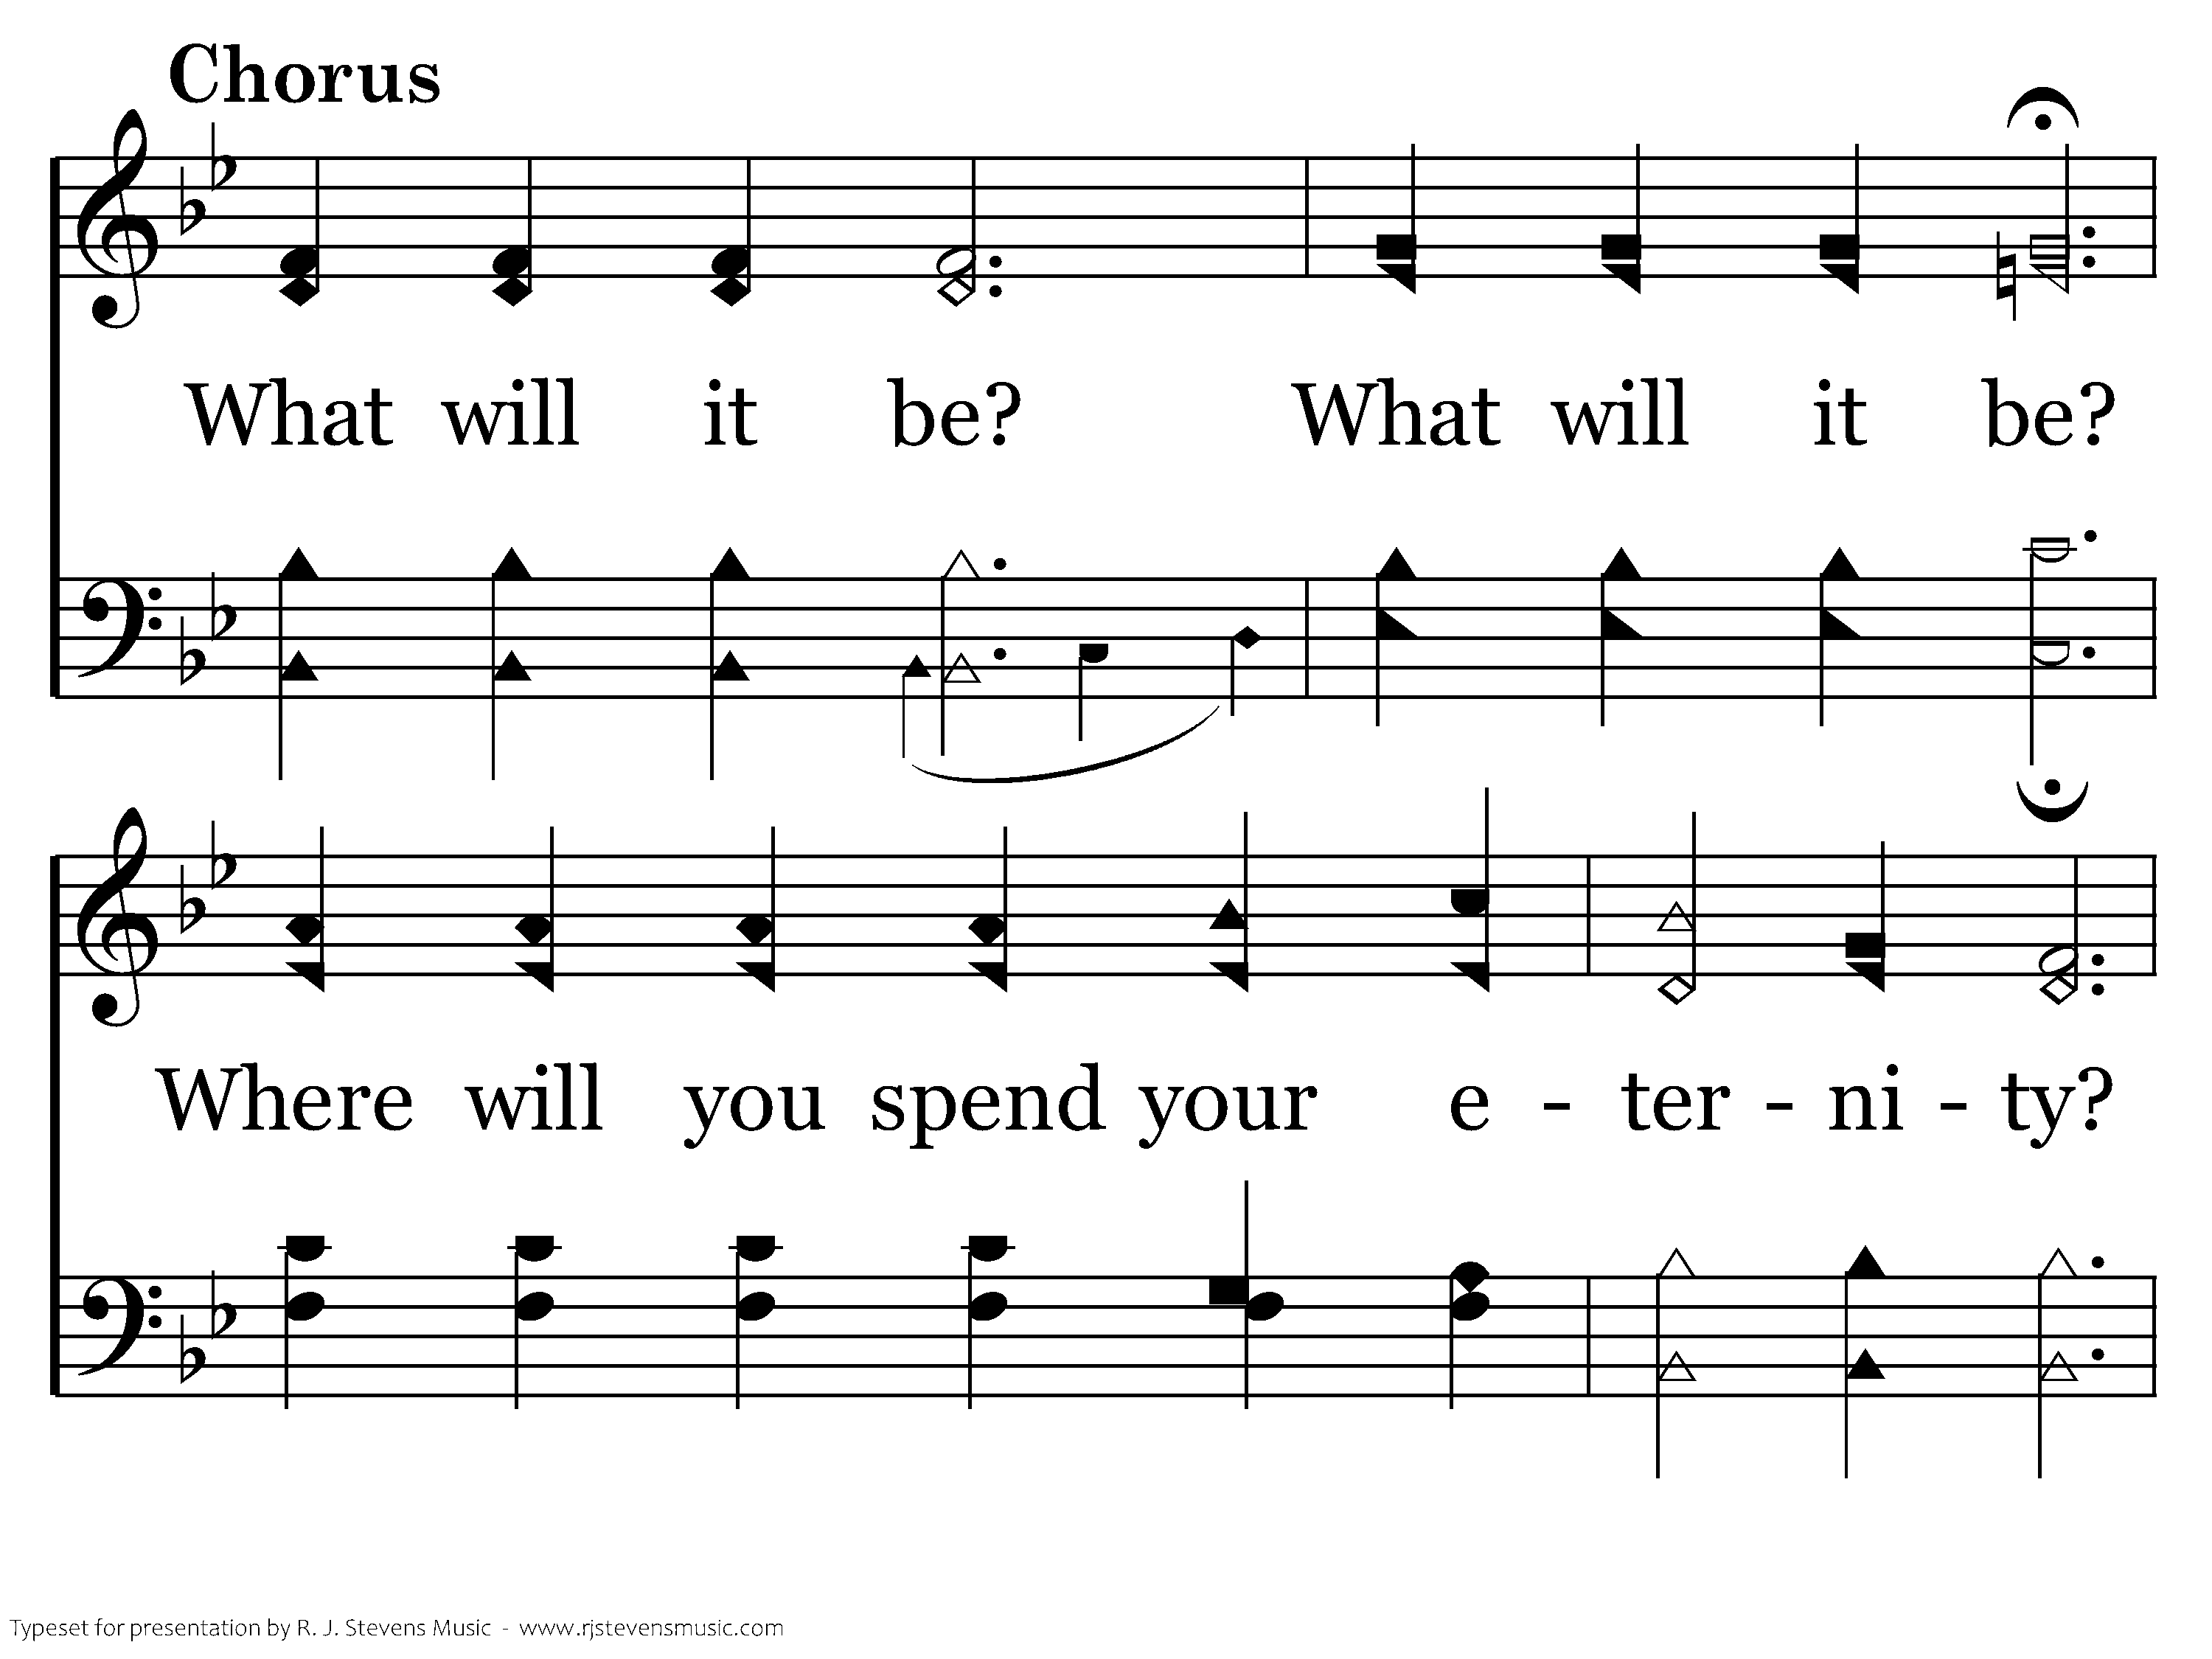 Chorus
What will it be? What will it be?
Where will you spend your e - ter - ni - ty?
Typeset for presentation by R. J. Stevens Music - www.rjstevensmusic.com